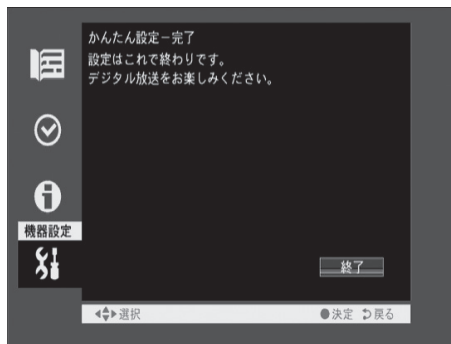 かんたん設定－完了
設定はこれで終わりです。
デジタル放送をお楽しみください。
機器設定
終了
選択
決定 戻る